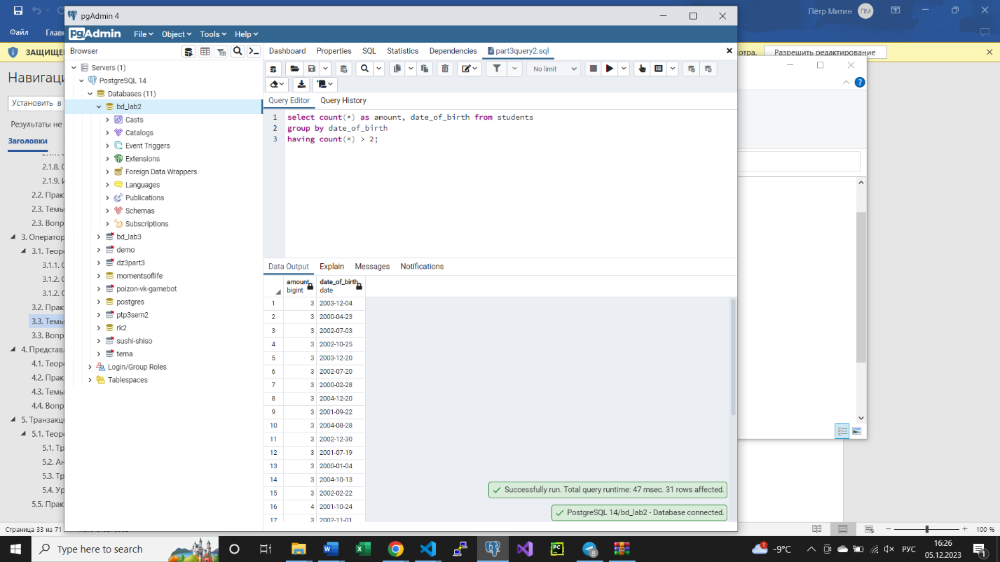 Пётр Митин ПМ
Файл Главн
ЗАЩИЩЕ
отра. Разрешить редактирование
Навигаци
Установить в
Результаты не
Заголовки
2.1.8. С
2.1.9. И
2.2. Прак
2.3. Темы
2.3. Вопр
3. Оператор
3.1. Теоре
3.1.1. С
3.1.2. С
3.1.2. С
3.2. Прак
3.3. Темы
3.3. Вопр
4. Представл
4.1. Теоре
4.2. Прак
4.3. Темы
4.4. Вопр
5. Транзакци
5.1. Теоре
5.1. Тр
5.2. Ан
5.3. Тр
5.4. Ур
5.5. Прак
Страница 33 из 71
100 %
pgAdmin 4
pgAdmin File Object Tools Help
Browser
Servers (1)
PostgreSQL 14
Databases (11)
bd_lab2
Casts
Catalogs
Event Triggers
Extensions
Foreign Data Wrappers
Languages
Publications
Schemas
Subscriptions
bd_lab3
demo
dz3part3
momentsoflife
poizon-vk-gamebot
postgres
ptp3sem2
rk2
sushi-shiso
tema
Login/Group Roles
Tablespaces
Dashboard Properties SQL Statistics Dependencies part3query2.sql
No limit
Query Editor Query History
1 select count(*) as amount, date_of_birth from students
2 group by date_of_birth
3 having count(*) > 2;
Data Output Explain Messages Notifications
amount date_of_birth
bigint date
1 3 2003-12-04
2 3 2000-04-23
3 3 2002-07-03
4 3 2002-10-25
5 3 2003-12-20
6 3 2002-07-20
7 3 2000-02-28
8 3 2004-12-20
9 3 2001-09-22
10 3 2004-08-28
11 3 2002-12-30
12 3 2001-07-19
13 3 2000-01-04
14 3 2004-10-13
15 3 2002-02-22
16 4 2001-10-24
17 3 2002-11-01
Successfully run. Total query runtime: 47 msec. 31 rows affected.
PostgreSQL 14/bd_lab2 - Database connected.
Type here to search
8
1 -9°C
РУС
16:26
05.12.2023
1